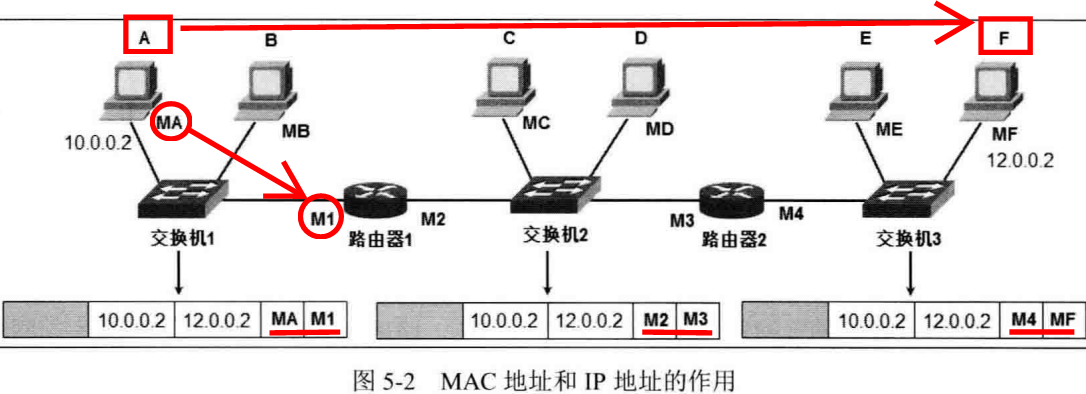 A B C D E F
MA MB MC MD ME MF
10.0.0.2 12.0.0.2
M1 M2 M3 M4
交换机1 路由器1 交换机2 路由器2 交换机3
10.0.0.2 12.0.0.2 MA M1 10.0.0.2 12.0.0.2 M2 M3 10.0.0.2 12.0.0.2 M4 MF
图 5-2 MAC 地址和 IP 地址的作用